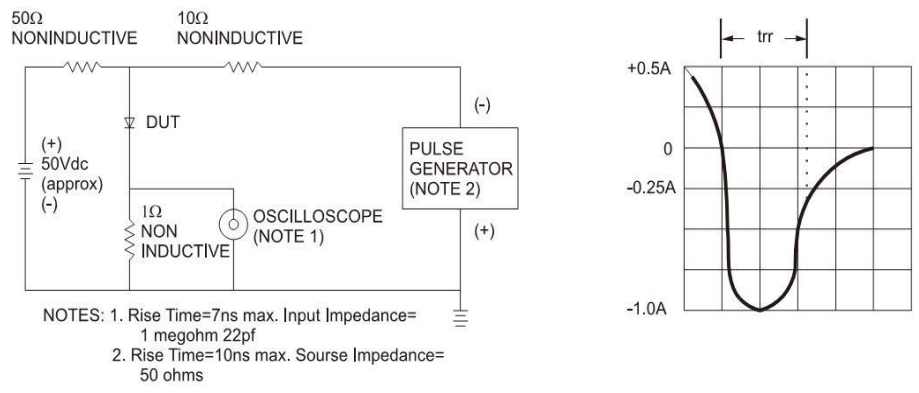 50Ω
NONINDUCTIVE
10Ω
NONINDUCTIVE
DUT
(+)
50Vdc
(approx)
(-)
1Ω
NON
INDUCTIVE
OSCILLOSCOPE
(NOTE 1)
(-)
PULSE
GENERATOR
(NOTE 2)
(+)
NOTES: 1. Rise Time=7ns max. Input Impedance=
1 megohm 22pf
2. Rise Time=10ns max. Sourse Impedance=
50 ohms
trr
+0.5A
0
-0.25A
-1.0A